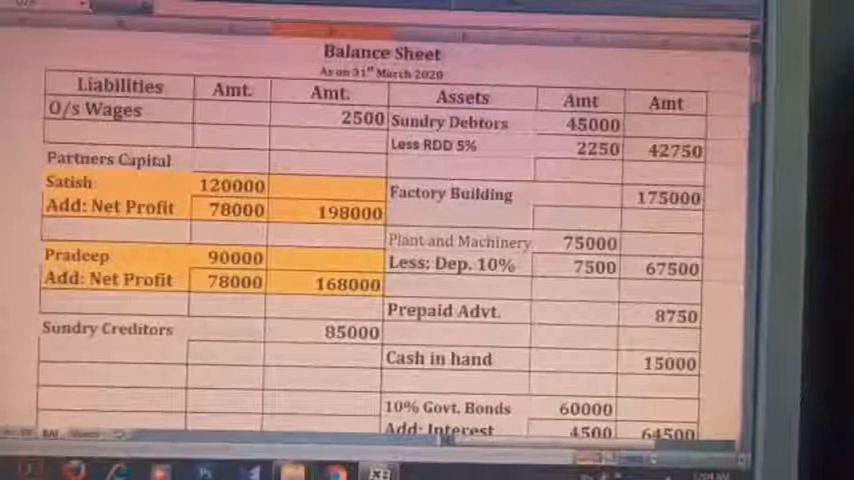 Balance Sheet
As on 31st March 2020
Liabilities Amt. Amt. Assets Amt Amt
O/s Wages 2500 Sundry Debtors 45000
Less RDD 5% 2250 42750
Partners Capital
Satish 120000 Factory Building 175000
Add: Net Profit 78000 198000
Plant and Machinery 75000
Pradeep 90000 Less: Dep. 10% 7500 67500
Add: Net Profit 78000 168000
Prepaid Advt. 8750
Sundry Creditors 85000
Cash in hand 15000
10% Govt. Bonds 60000
Add: Interest 4500 64500